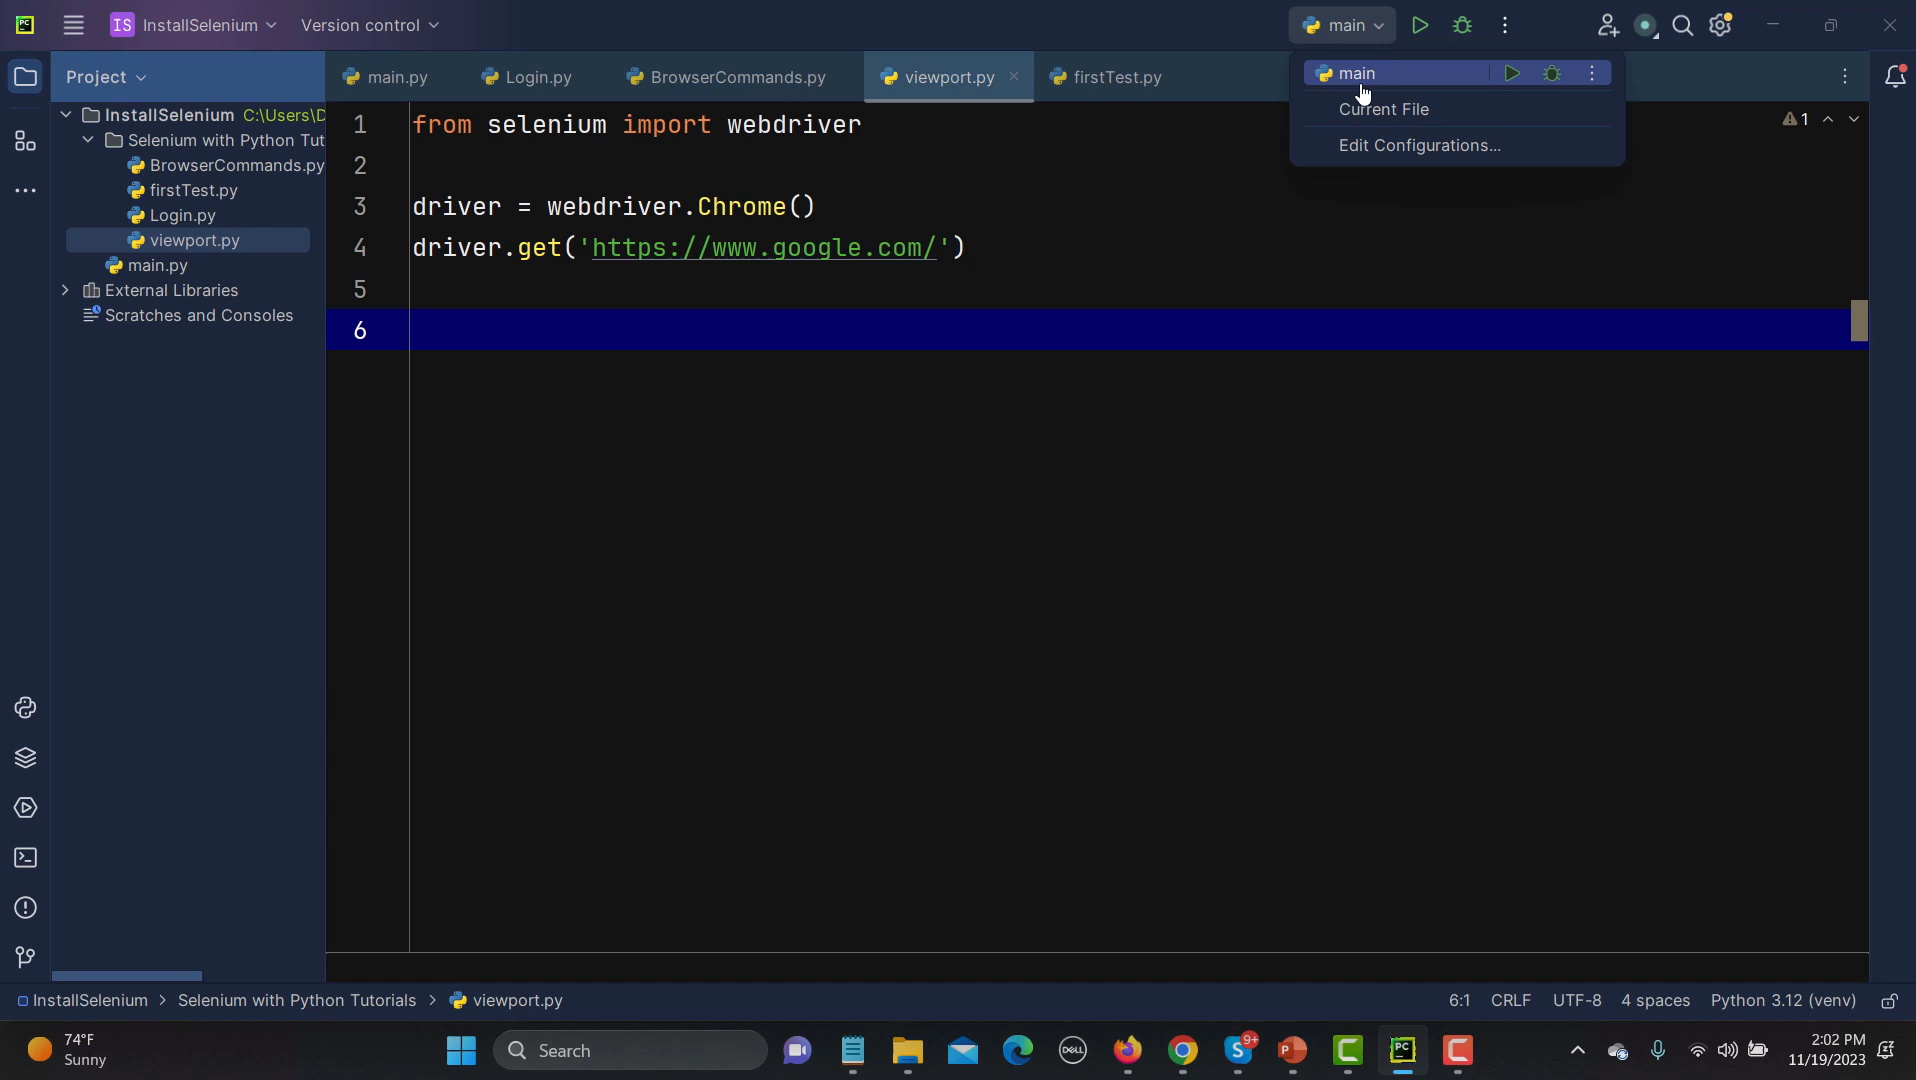 PC
IS InstallSelenium Version control main
Project main.py Login.py BrowserCommands.py viewport.py firstTest.py
main
Current File
Edit Configurations...
InstallSelenium C:\Users\D
Selenium with Python Tut
BrowserCommands.py
firstTest.py
Login.py
viewport.py
main.py
External Libraries
Scratches and Consoles
1 from selenium import webdriver
1
2
3 driver = webdriver.Chrome()
4 driver.get('https://www.google.com/')
5
6
InstallSelenium > Selenium with Python Tutorials > viewport.py 6:1 CRLF UTF-8 4 spaces Python 3.12 (venv)
74°F
Sunny
Search
DELL
S 9+
P
C
PC
C
2:02 PM
11/19/2023